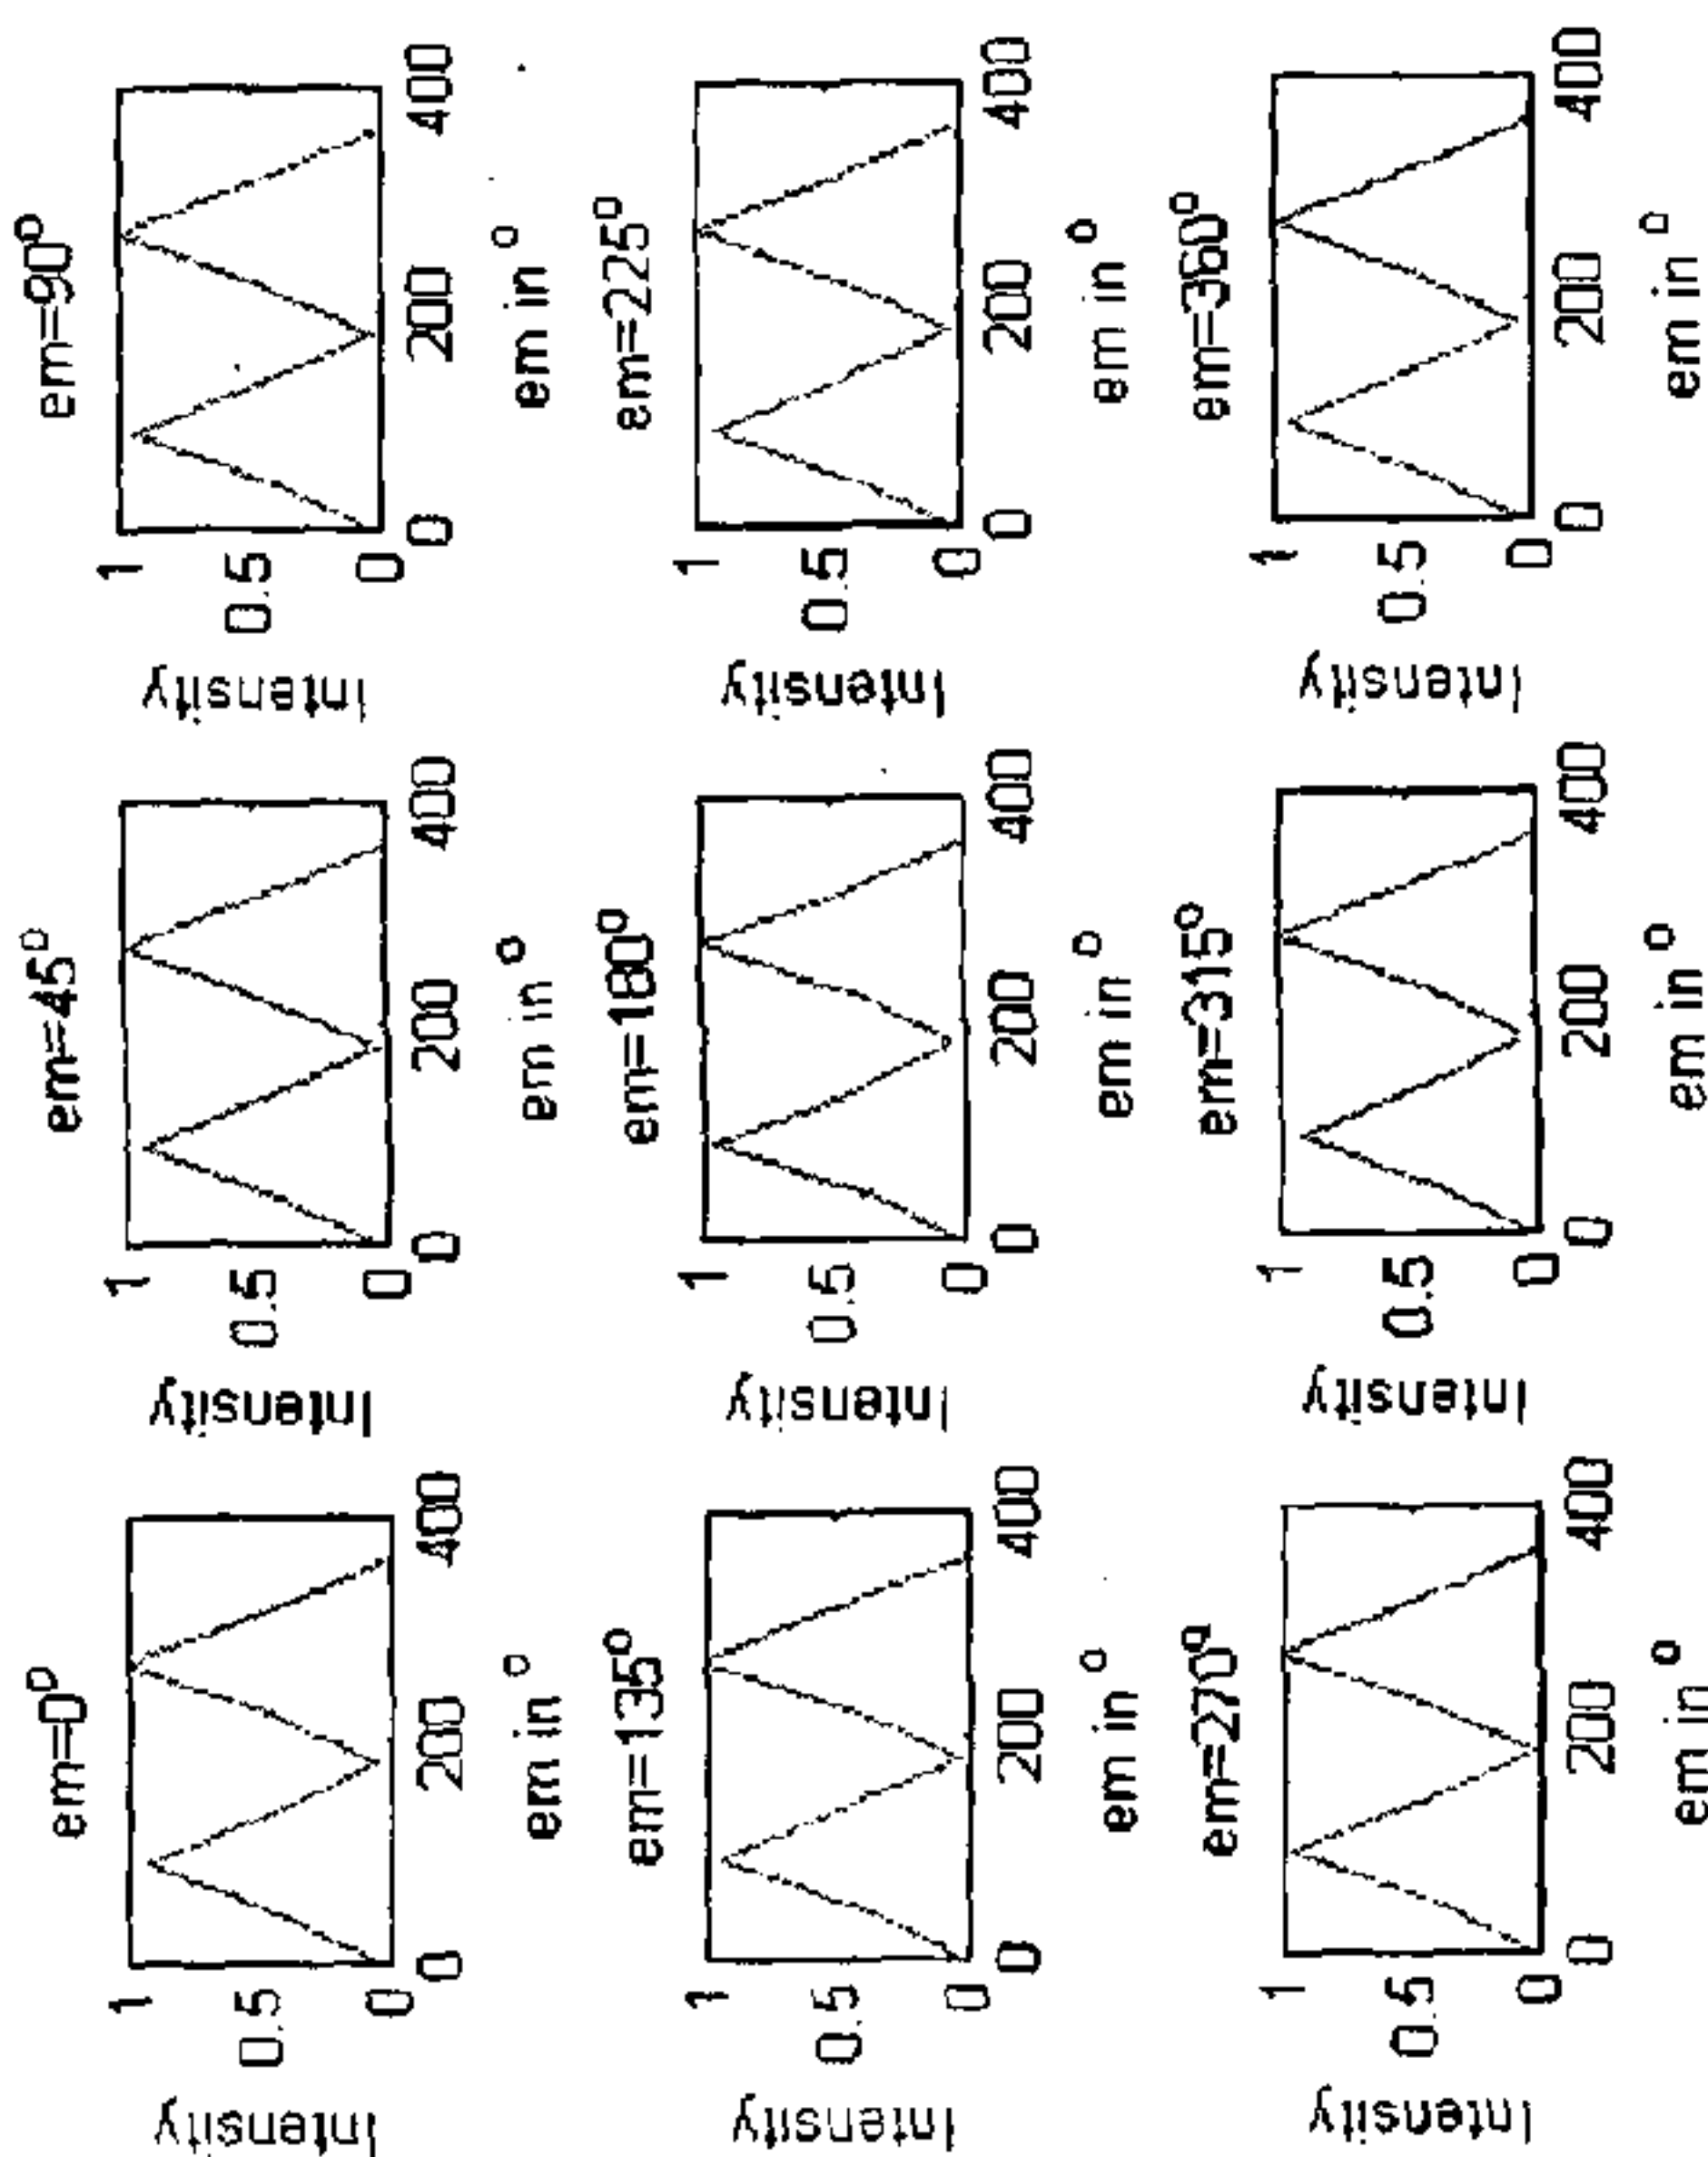 em=0°
em=45°
em=90°
1
1
1
Intensity
0.5
Intensity
0.5
Intensity
0.5
0
0
0
0 200 400
0 200 400
0 200 400
em in °
em in °
em in °
em=135°
em=180°
em=225°
1
1
1
Intensity
0.5
Intensity
0.5
Intensity
0.5
0
0
0
0 200 400
0 200 400
0 200 400
em in °
em in °
em in °
em=270°
em=315°
em=360°
1
1
1
Intensity
0.5
Intensity
0.5
Intensity
0.5
0
0
0
0 200 400
0 200 400
0 200 400
em in °
em in °
em in °